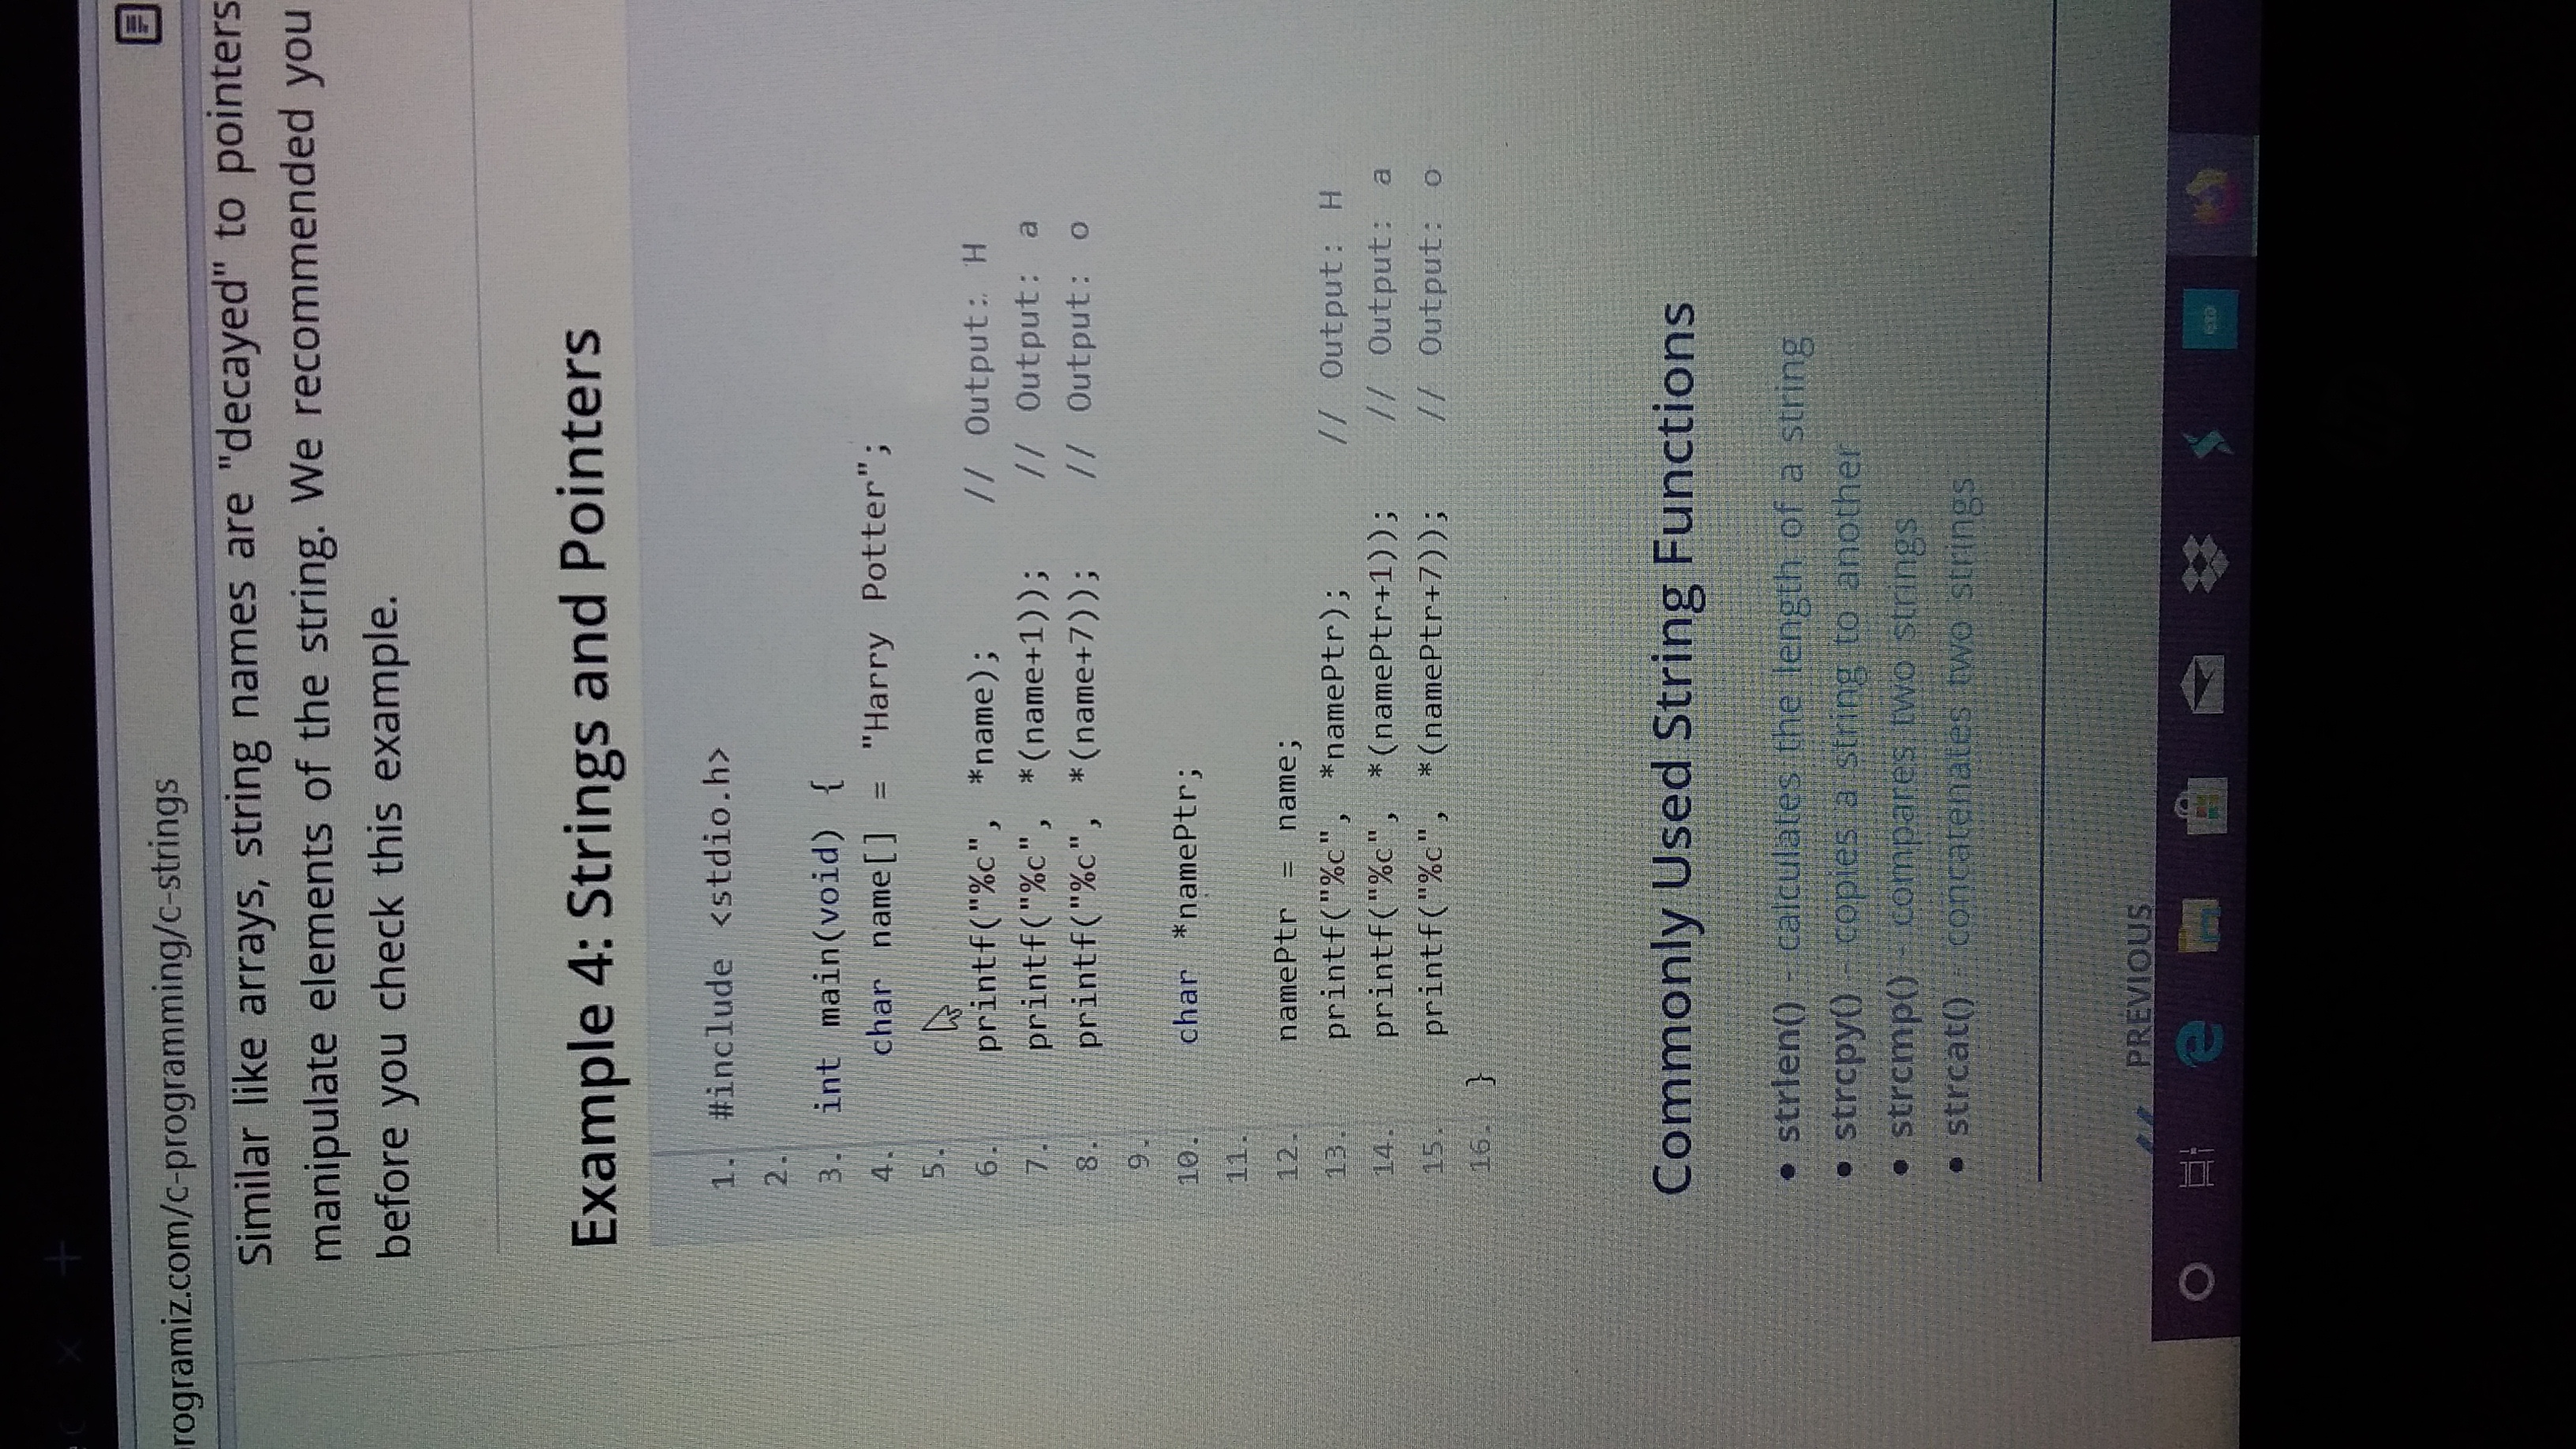 rogramiz.com/c-programming/c-strings
Similar like arrays, string names are "decayed" to pointers
manipulate elements of the string. We recommended you
before you check this example.
Example 4: Strings and Pointers
1. #include <stdio.h>
2.
3. int main(void) {
4. char name[] = "Harry Potter";
5.
6. printf("%c", *name); // Output: H
7. printf("%c", *(name+1)); // Output: a
8. printf("%c", *(name+7)); // Output: o
9.
10. char *namePtr;
11.
12. namePtr = name;
13. printf("%c", *namePtr); // Output: H
14. printf("%c", *(namePtr+1)); // Output: a
15. printf("%c", *(namePtr+7)); // Output: o
16. }
Commonly Used String Functions
• strlen() - calculates the length of a string
• strcpy() - copies a string to another
• strcmp() - compares two strings
• strcat() - concatenates two strings
PREVIOUS